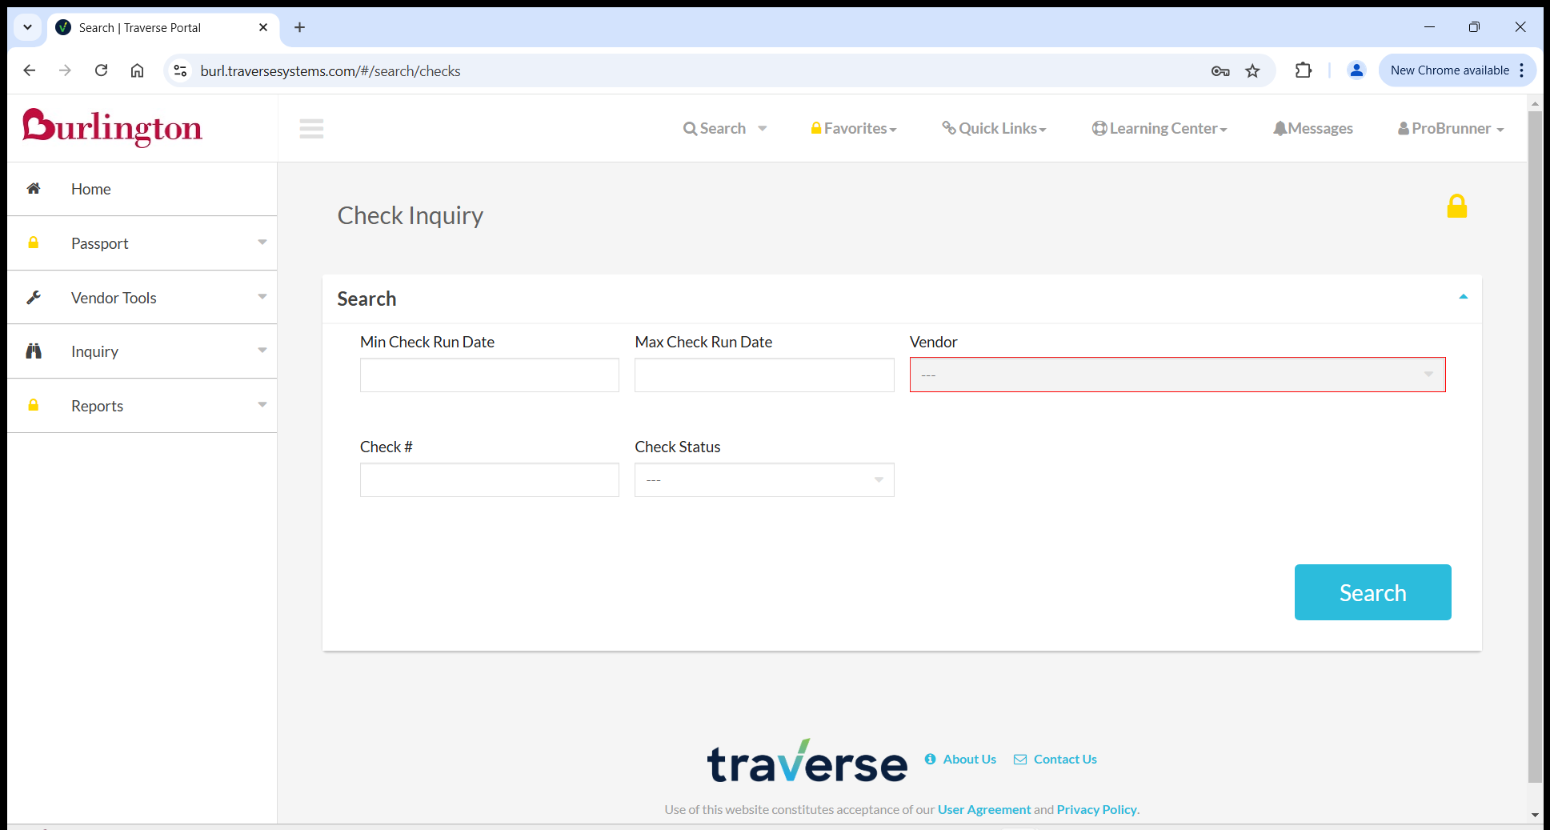 Search | Traverse Portal
burl.traversesystems.com/#/search/checks
New Chrome available
Burlington
Search
Favorites
Quick Links
Learning Center
Messages
ProBrunner
Home
Passport
Vendor Tools
Inquiry
Reports
Check Inquiry
Search
Min Check Run Date
Max Check Run Date
Vendor
---
Check #
Check Status
---
Search
traverse
About Us
Contact Us
Use of this website constitutes acceptance of our User Agreement and Privacy Policy.